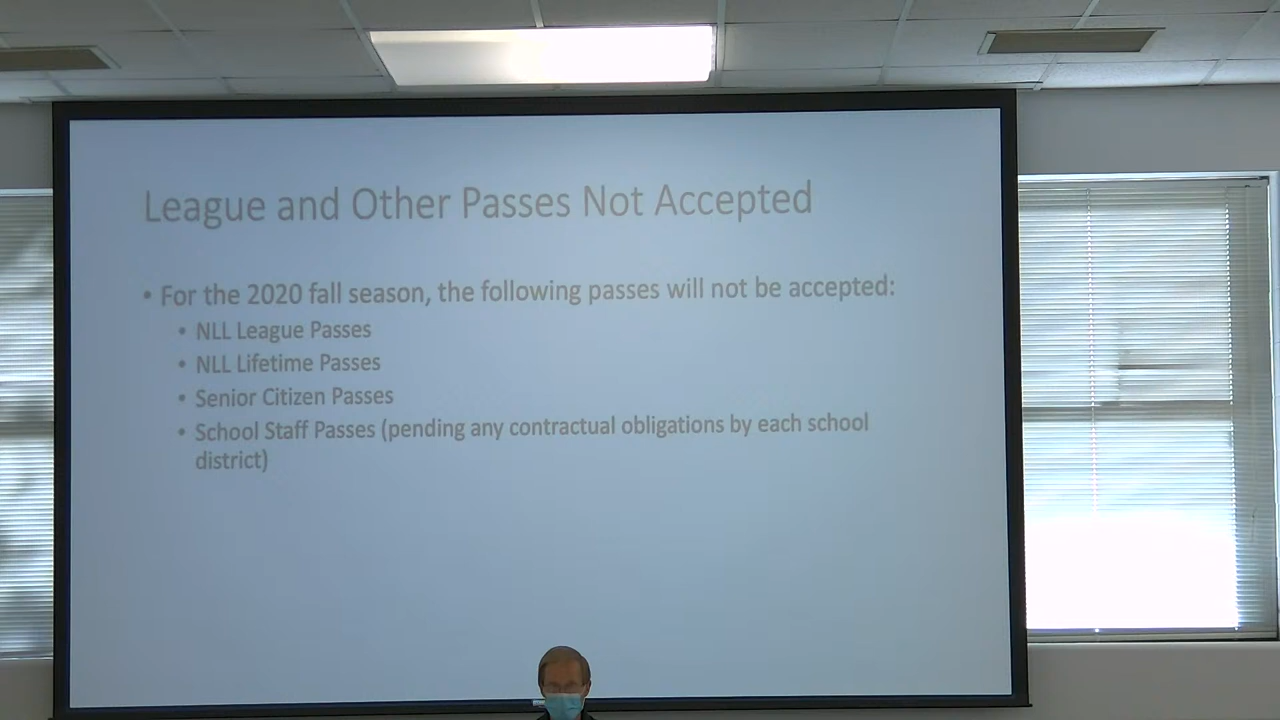 League and Other Passes Not Accepted
• For the 2020 fall season, the following passes will not be accepted:
• NLL League Passes
• NLL Lifetime Passes
• Senior Citizen Passes
• School Staff Passes (pending any contractual obligations by each school
district)